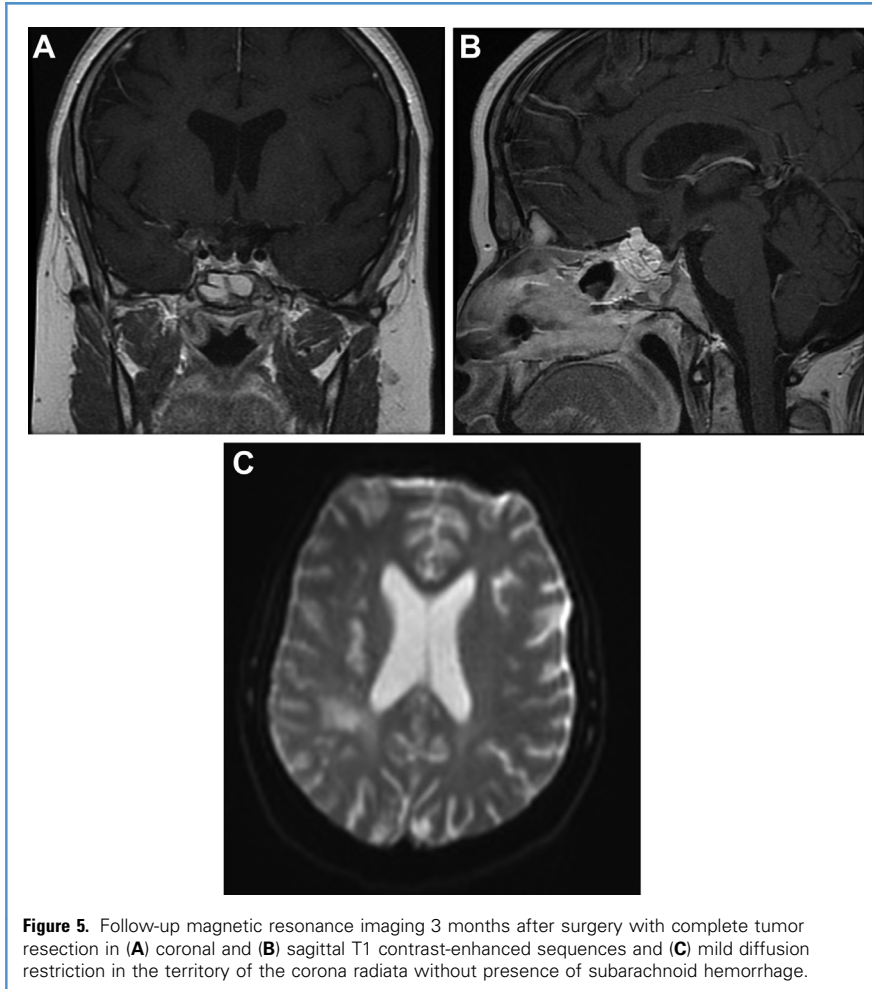 A
B
C
Figure 5. Follow-up magnetic resonance imaging 3 months after surgery with complete tumor
resection in (A) coronal and (B) sagittal T1 contrast-enhanced sequences and (C) mild diffusion
restriction in the territory of the corona radiata without presence of subarachnoid hemorrhage.